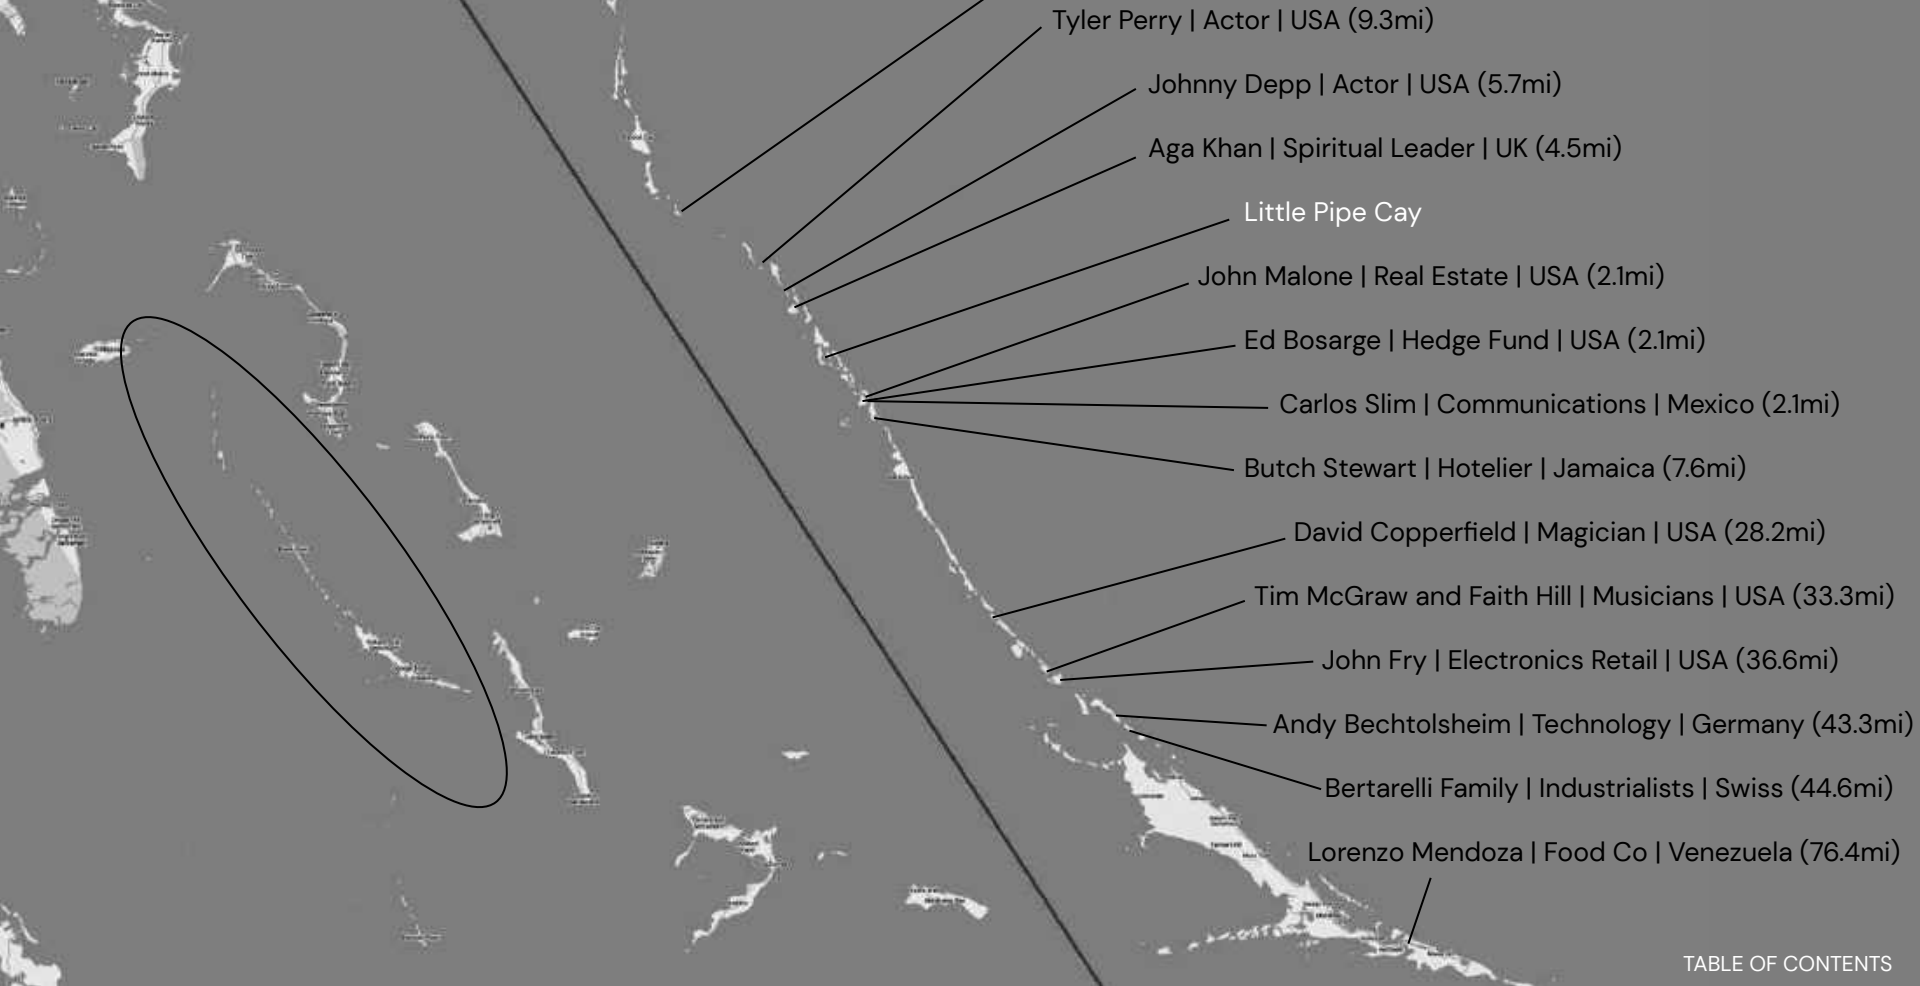 Tyler Perry | Actor | USA (9.3mi)
Johnny Depp | Actor | USA (5.7mi)
Aga Khan | Spiritual Leader | UK (4.5mi)
Little Pipe Cay
John Malone | Real Estate | USA (2.1mi)
Ed Bosarge | Hedge Fund | USA (2.1mi)
Carlos Slim | Communications | Mexico (2.1mi)
Butch Stewart | Hotelier | Jamaica (7.6mi)
David Copperfield | Magician | USA (28.2mi)
Tim McGraw and Faith Hill | Musicians | USA (33.3mi)
John Fry | Electronics Retail | USA (36.6mi)
Andy Bechtolsheim | Technology | Germany (43.3mi)
Bertarelli Family | Industrialists | Swiss (44.6mi)
Lorenzo Mendoza | Food Co | Venezuela (76.4mi)
TABLE OF CONTENTS